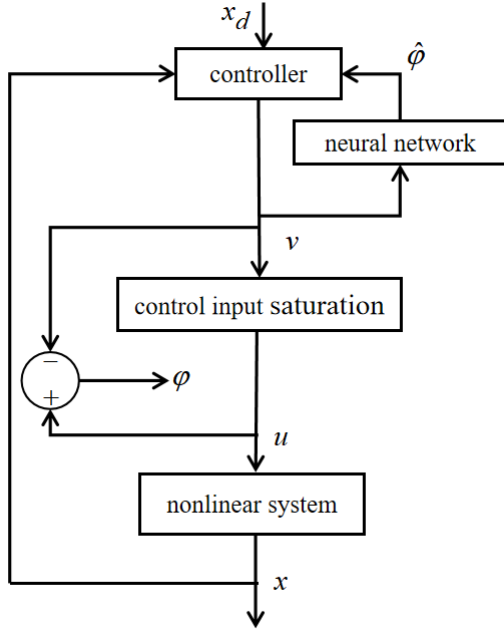 x_d
controller
φ̂
neural network
v
control input saturation
−
φ
+
u
nonlinear system
x